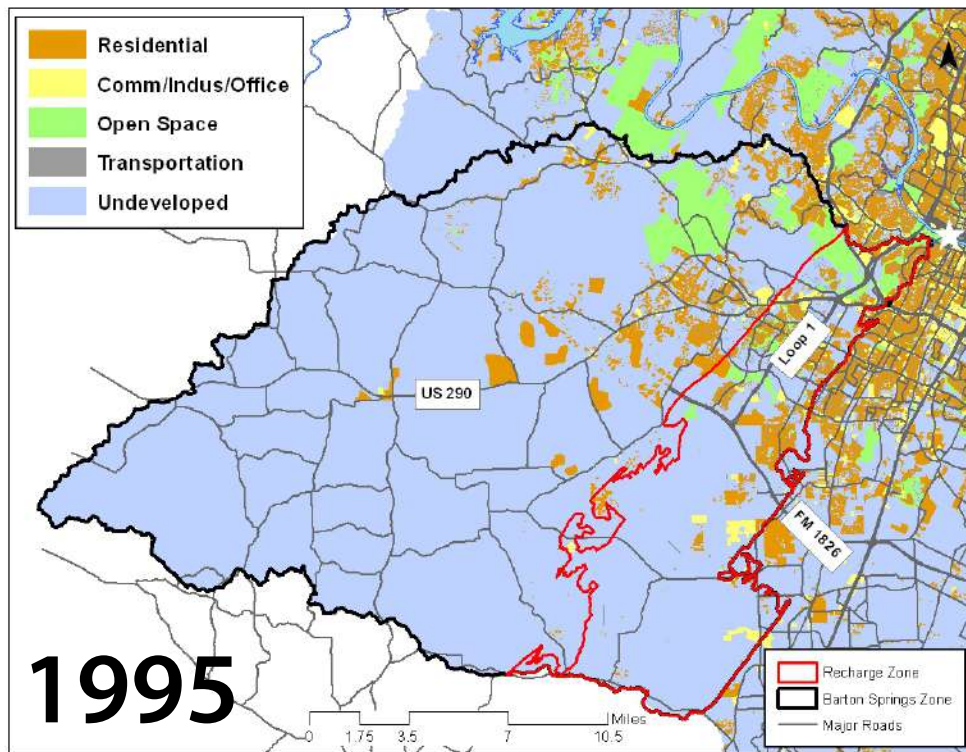 Residential
Comm/Indus/Office
Open Space
Transportation
Undeveloped
Loop 1
US 290
FM 1826
1995
Miles
0 1.75 3.5 7 10.5
Recharge Zone
Barton Springs Zone
Major Roads